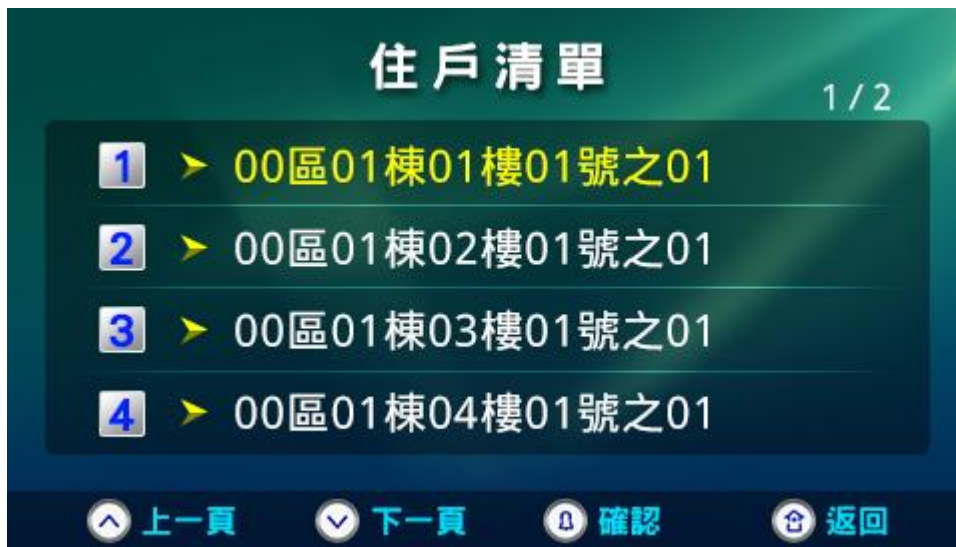 住戶清單
1/2
1 00區01棟01樓01號之01
2 00區01棟02樓01號之01
3 00區01棟03樓01號之01
4 00區01棟04樓01號之01
上一頁 下一頁 確認 返回